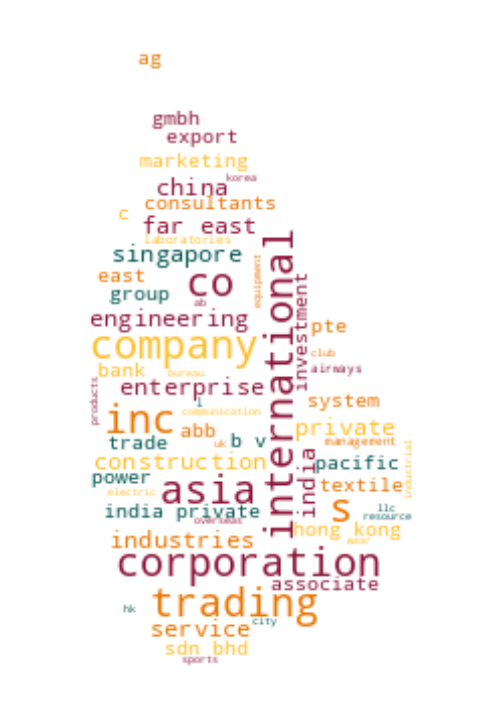 ag
gmbh
export
marketing
korea
china
consultants
c
far east
laboratories
singapore
international
east
equipment
co
investment
group
ab
engineering
pte
company
club
bank
bureau
airways
products
enterprise
system
l
communication
inc
abb
private
trade
uk
b v
management
industrial
construction
india
pacific
power
asia
textile
electric
s
india private
llc
resource
overseas
hong kong
industries
wear
corporation
associate
trading
hk
service
city
sdn bhd
sports